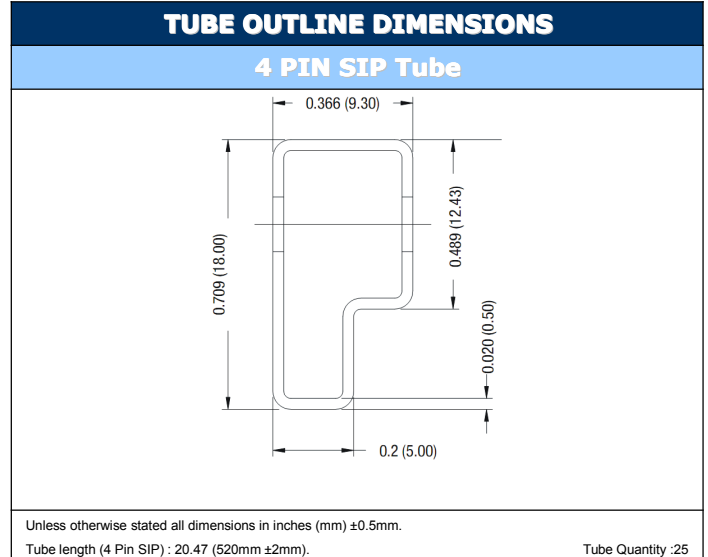 TUBE OUTLINE DIMENSIONS
4 PIN SIP Tube
0.366 (9.30)
0.489 (12.43)
0.709 (18.00)
0.020 (0.50)
0.2 (5.00)
Unless otherwise stated all dimensions in inches (mm) ±0.5mm.
Tube length (4 Pin SIP) : 20.47 (520mm ±2mm). Tube Quantity :25